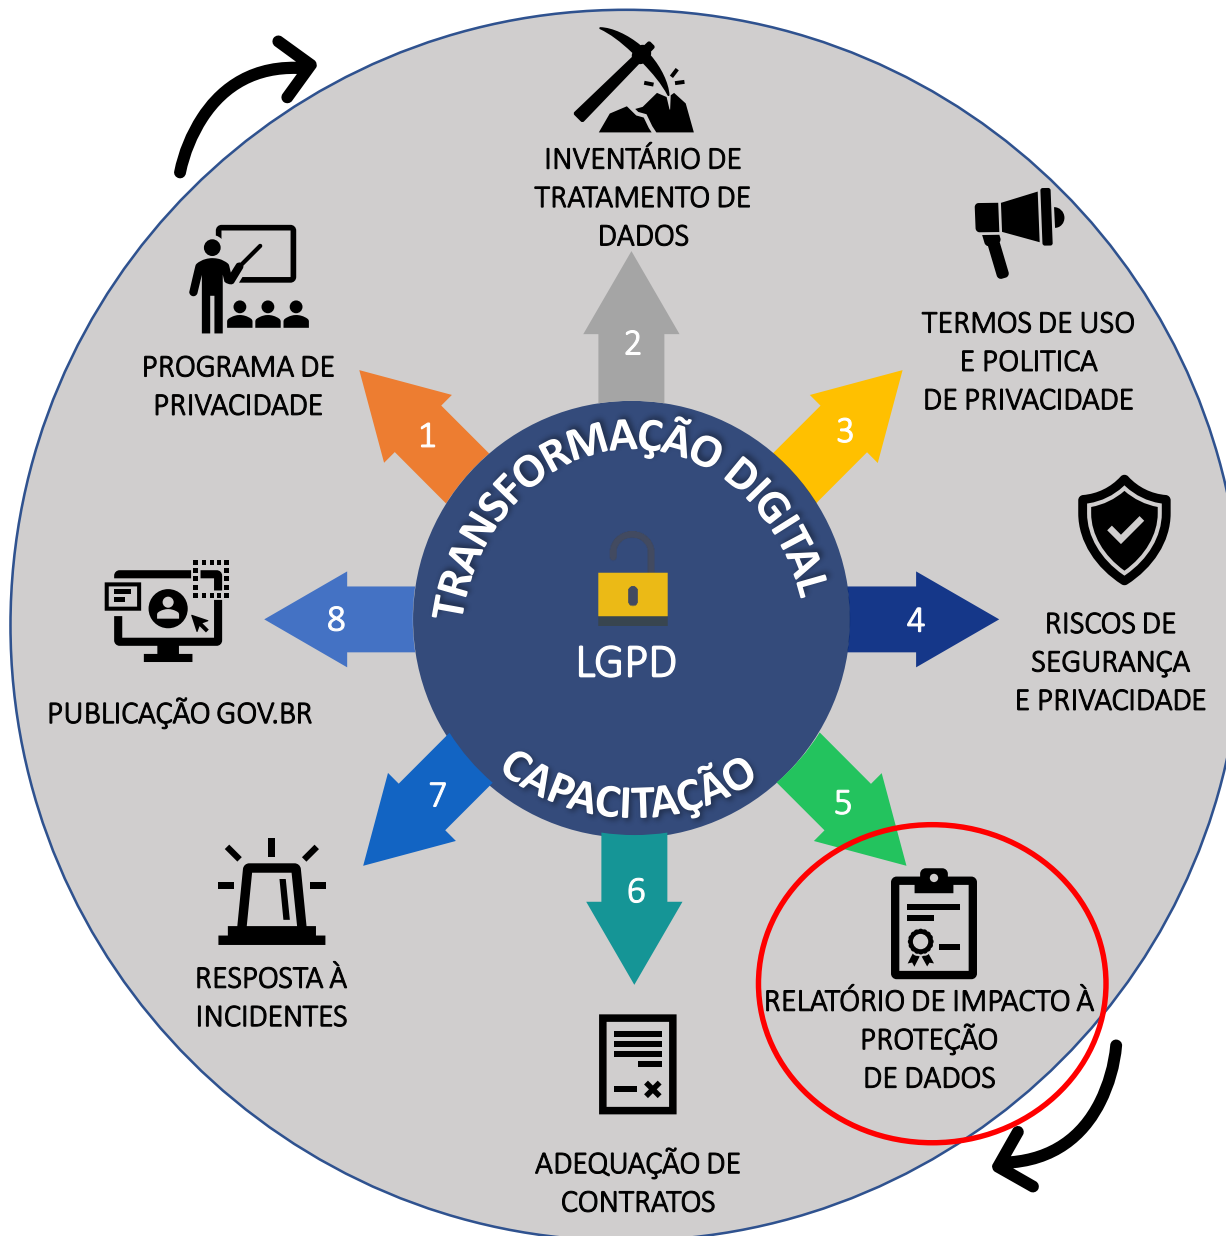 INVENTÁRIO DE
TRATAMENTO DE
DADOS
2
TERMOS DE USO
E POLITICA
DE PRIVACIDADE
3
PROGRAMA DE
PRIVACIDADE
1
TRANSFORMAÇÃO DIGITAL
LGPD
CAPACITAÇÃO
4
RISCOS DE
SEGURANÇA
E PRIVACIDADE
8
PUBLICAÇÃO GOV.BR
7
RESPOSTA À
INCIDENTES
6
ADEQUAÇÃO DE
CONTRATOS
5
RELATÓRIO DE IMPACTO À
PROTEÇÃO
DE DADOS